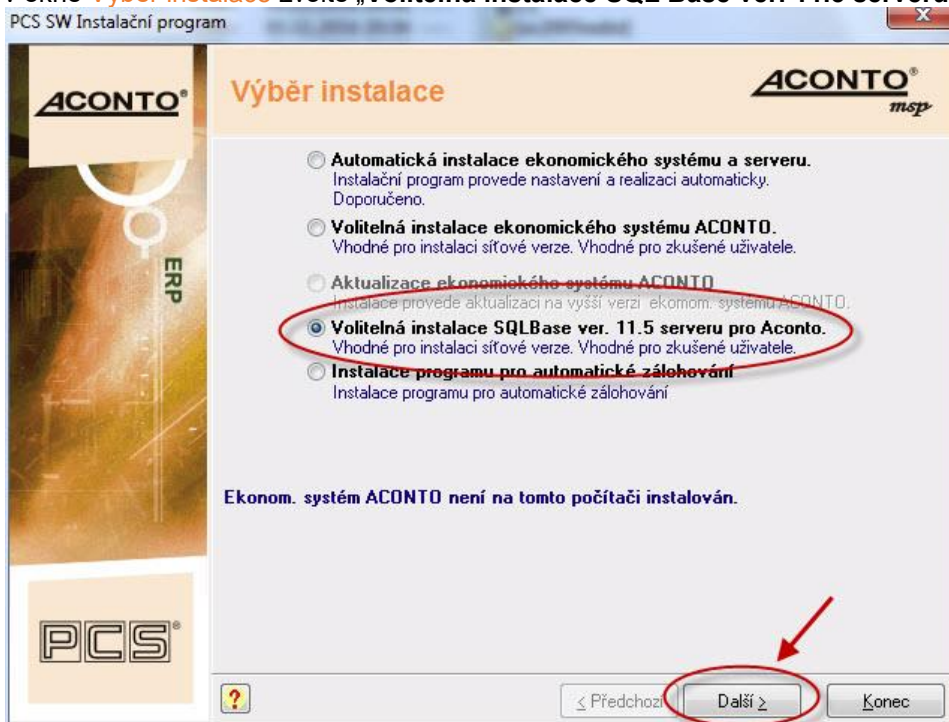 PCS SW Instalační program
X
ACONTO®
Výběr instalace
ACONTO®
msp
Automatická instalace ekonomického systému a serveru.
Instalační program provede nastavení a realizaci automaticky.
Doporučeno.
Volitelná instalace ekonomického systému ACONTO.
Vhodné pro instalaci síťové verze. Vhodné pro zkušené uživatele.
Aktualizace ekonomického systému ACONTO
Instalace provede aktualizaci na vyšší verzi ekonom. systému ACONTO.
Volitelná instalace SQLBase ver. 11.5 serveru pro Aconto.
Vhodné pro instalaci síťové verze. Vhodné pro zkušené uživatele.
Instalace programu pro automatické zálohování
Instalace programu pro automatické zálohování
ERP
Ekonom. systém ACONTO není na tomto počítači instalován.
PCS®
?
< Předchozí
Další >
Konec